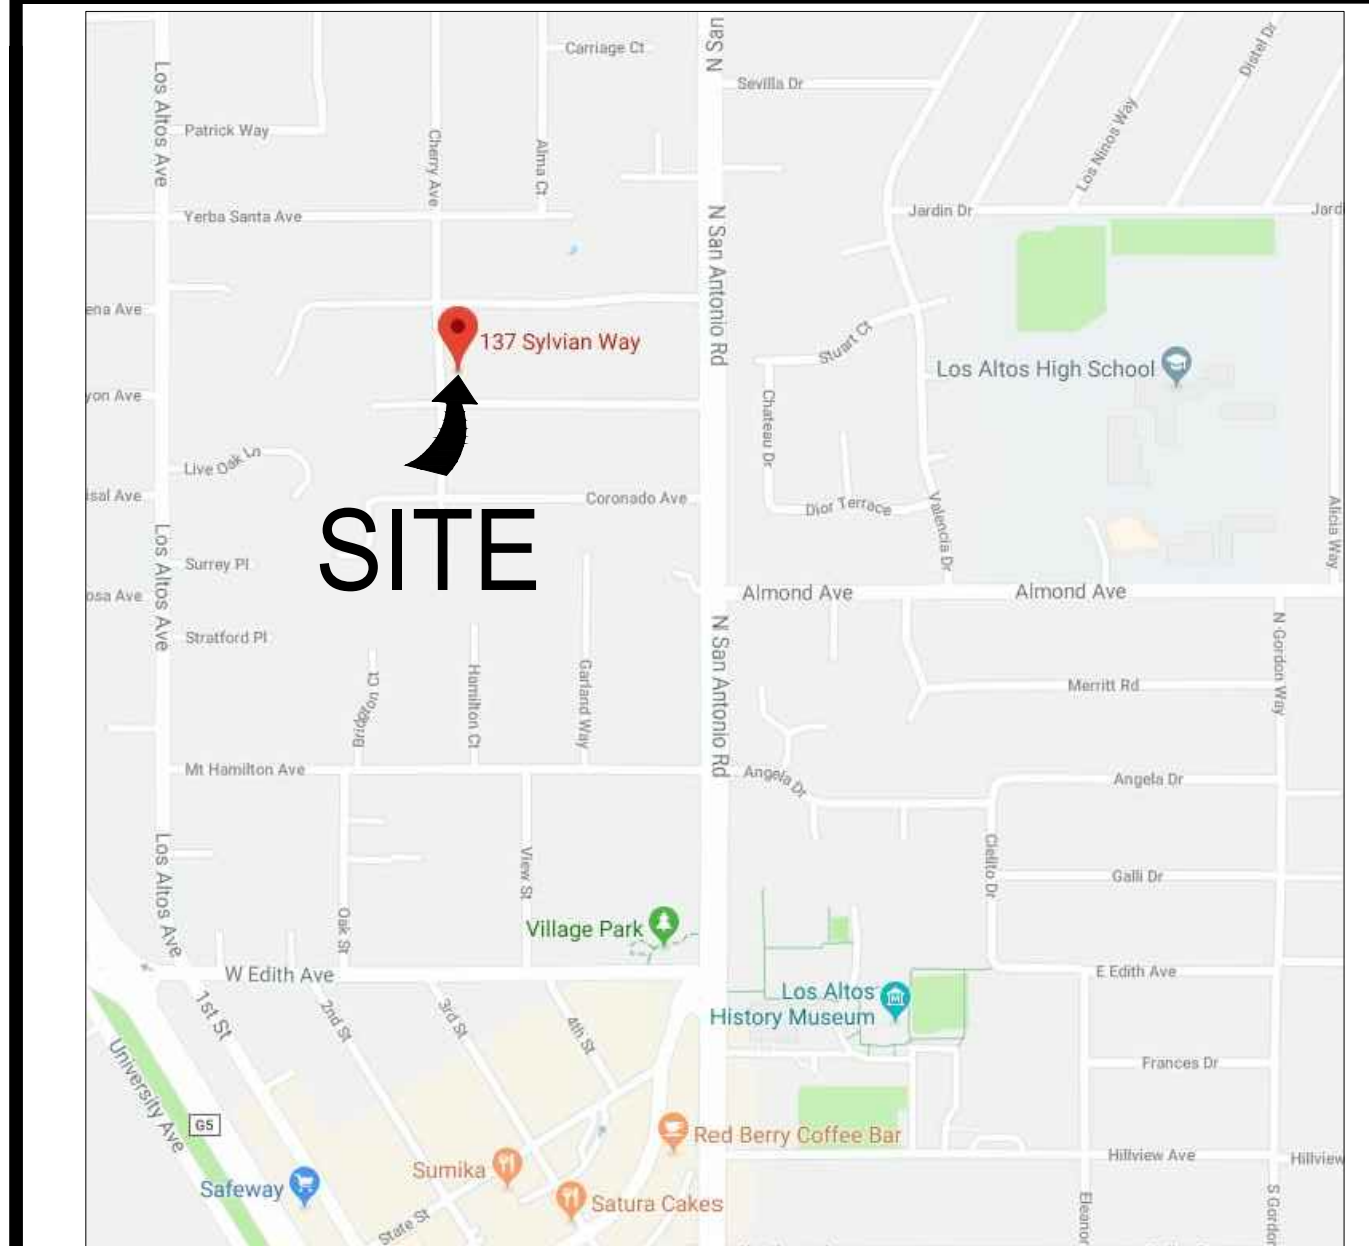 Carriage Ct
N San
Sevilla Dr
Distel Dr
Los Altos Ave
Patrick Way
Cherry Ave
Alma Ct
Los Ninos Way
Yerba Santa Ave
N San Antonio Rd
Jardin Dr
Jard
ena Ave
137 Sylvian Way
Stuart Ct
Los Altos High School
yon Ave
Chateau Dr
Live Oak Ln
isal Ave
Coronado Ave
Dior Terrace
Valencia Dr
Alicia Way
SITE
Los Altos Ave
Surrey Pl
osa Ave
Almond Ave
Almond Ave
Stratford Pl
N San Antonio Rd
N Gordon Way
Bridgton Ct
Hamilton Ct
Garland Way
Merritt Rd
Mt Hamilton Ave
Angela Dr
Angela Dr
Los Altos Ave
View St
Clelito Dr
Galli Dr
Oak St
Village Park
W Edith Ave
E Edith Ave
Los Altos
History Museum
1st St
2nd St
3rd St
4th St
University Ave
Frances Dr
G5
Red Berry Coffee Bar
Hillview Ave
Hillview
Sumika
Safeway
Satura Cakes
State St
Eleanor
S Gordon